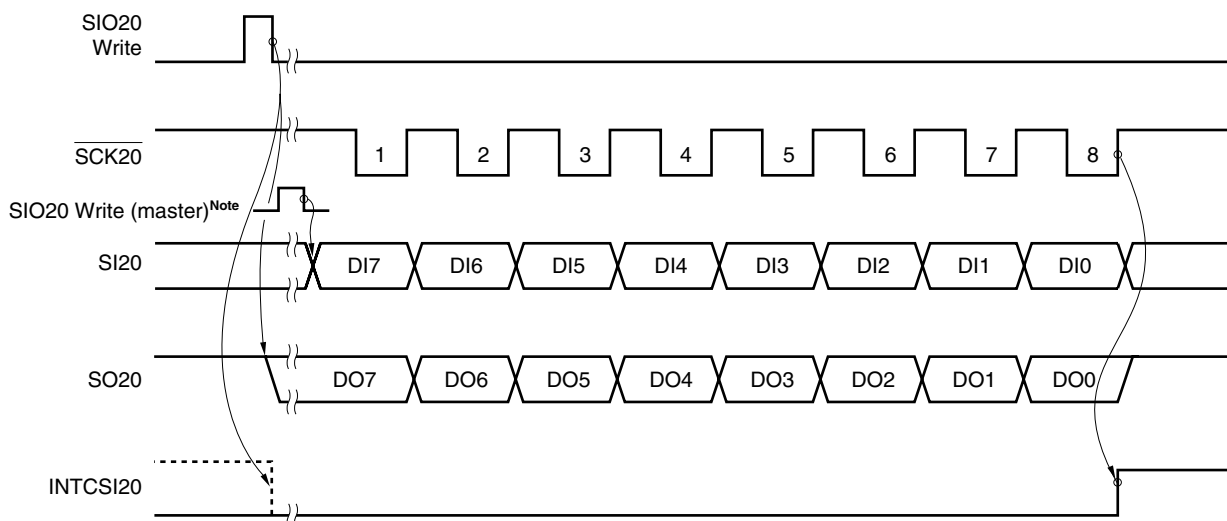 SIO20
Write
SCK20
1 2 3 4 5 6 7 8
SIO20 Write (master)Note
SI20
DI7 DI6 DI5 DI4 DI3 DI2 DI1 DI0
SO20
DO7 DO6 DO5 DO4 DO3 DO2 DO1 DO0
INTCSI20